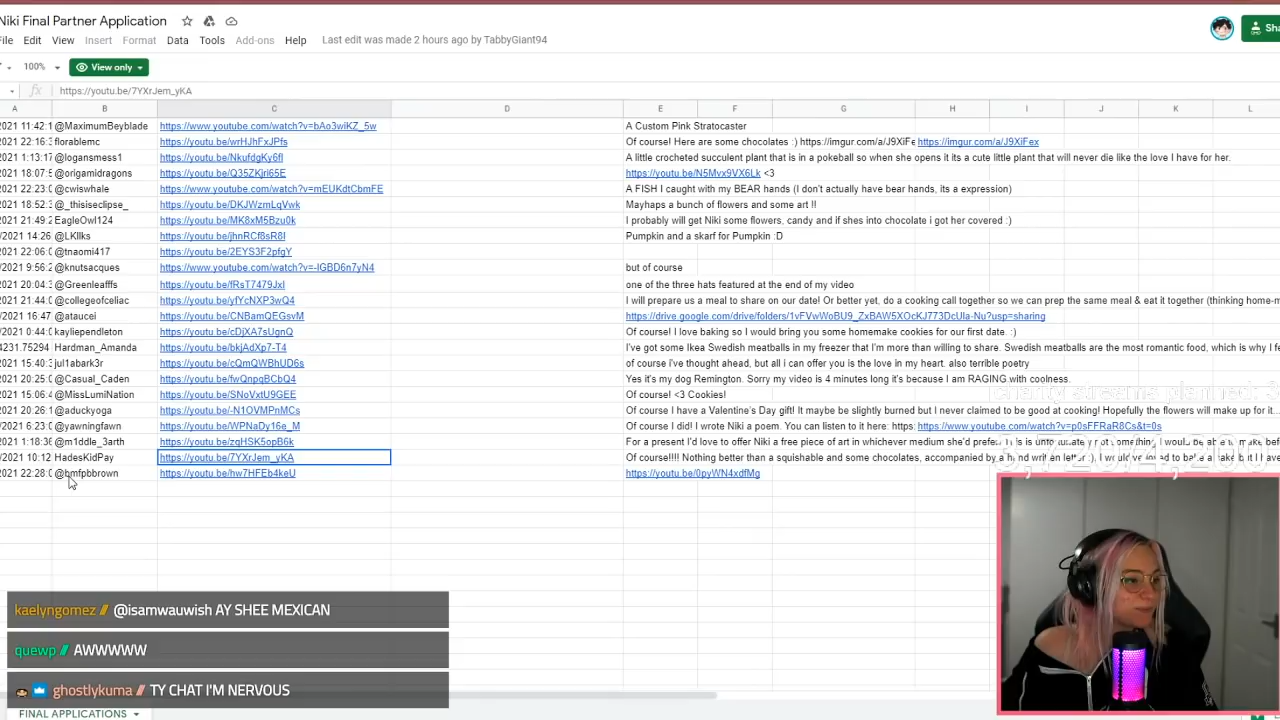 Niki Final Partner Application
File Edit View Insert Format Data Tools Add-ons Help Last edit was made 2 hours ago by TabbyGiant94
100% View only
fx https://youtu.be/7YXrJem_yKA
A B C D E F G H I J K L
2021 11:42:1 @MaximumBeyblade https://www.youtube.com/watch?v=bAo3wiKZ_5w A Custom Pink Stratocaster
2021 22:16: florablemc https://youtu.be/wrHJhFxJPfs Of course! Here are some chocolates :) https://imgur.com/a/J9XiFe https://imgur.com/a/J9XiFex
2021 1:13:17 @logansmess1 https://youtu.be/NkufdgKy6fI A little crocheted succulent plant that is in a pokeball so when she opens it its a cute little plant that will never die like the love I have for her.
2021 18:07:5 @origamidragons https://youtu.be/Q35ZKjrl65E https://youtu.be/N5Mvx9VX6Lk <3
2021 22:23:0 @cwiswhale https://www.youtube.com/watch?v=mEUKdtCbmFE A FISH I caught with my BEAR hands (I don't actually have bear hands, its a expression)
2021 18:52:3 @_thisiseclipse_ https://youtu.be/DKJWzmLqVwk Mayhaps a bunch of flowers and some art !!
2021 21:49:2 EagleOwl124 https://youtu.be/MK8xM5Bzu0k I probably will get Niki some flowers, candy and if shes into chocolate i got her covered :)
/2021 14:26 @LKllks https://youtu.be/jhnRCf8sR8I Pumpkin and a skarf for Pumpkin :D
2021 22:06:0 @tnaomi417 https://youtu.be/2EYS3F2pfgY
/2021 9:56:2 @knutsacques https://www.youtube.com/watch?v=-IGBD6n7yN4 but of course
2021 20:04:3 @Greenleafffs https://youtu.be/fRsT7479JxI one of the three hats featured at the end of my video
2021 21:44:0 @collegeofceliac https://youtu.be/yfYcNXP3wQ4 I will prepare us a meal to share on our date! Or better yet, do a cooking call together so we can prep the same meal & eat it together (thinking home-m
/2021 16:47 @ataucei https://youtu.be/CNBamQEGsvM https://drive.google.com/drive/folders/1vFVwWoBU9_ZxBAW5XOcKJ773DcUla-Nu?usp=sharing
/2021 0:44:0 kayliependleton https://youtu.be/cDjXA7sUgnQ Of course! I love baking so I would bring you some homemake cookies for our first date :)
4231.75294 Hardman_Amanda https://youtu.be/bkjAdXp7-T4 I've got some Ikea Swedish meatballs in my freezer that I'm more than willing to share. Swedish meatballs are the most romantic food, which is why I fe
2021 15:40:3 jul1abark3r https://youtu.be/cQmQWBhUD6s of course i've thought ahead, but all i can offer you is the love in my heart. also terrible poetry
2021 20:25:0 @Casual_Caden https://youtu.be/fwQnpqBCbQ4 Yes it's my dog Remington. Sorry my video is 4 minutes long it's because I am RAGING with coolness.
2021 15:06:4 @MissLumiNation https://youtu.be/SNoVxtU9GEE Of course! <3 Cookies!
charity streams planned: 3
2021 20:26:1 @aduckyoga https://youtu.be/-N1OVMPnMCs Of course I have a Valentine's Day gift! It maybe be slightly burned but I never claimed to be good at cooking! Hopefully the flowers will make up for it...
/2021 6:23:0 @yawningfawn https://youtu.be/WPNaDy16e_M Of course I did! I wrote Niki a poem. You can listen to it here: https: https://www.youtube.com/watch?v=p0sFFRaR8Cs&t=0s
2021 1:18:36 @m1ddle_3arth https://youtu.be/zqHSK5opB6k For a present I'd love to offer Niki a free piece of art in whichever medium she'd prefer.
/2021 10:12 HadesKidPay https://youtu.be/7YXrJem_yKA Of course!!!! Nothing better than a squishable and some chocolates, accompanied by a hand written letter
2021 22:28:0 @bmfpbbrown https://youtu.be/hw7HFEb4keU https://youtu.be/0pyWN4xdfMg
kaelyngomez // @isamwauwish AY SHEE MEXICAN
quewp // AWWWWW
ghostlykuma // TY CHAT I'M NERVOUS
FINAL APPLICATIONS